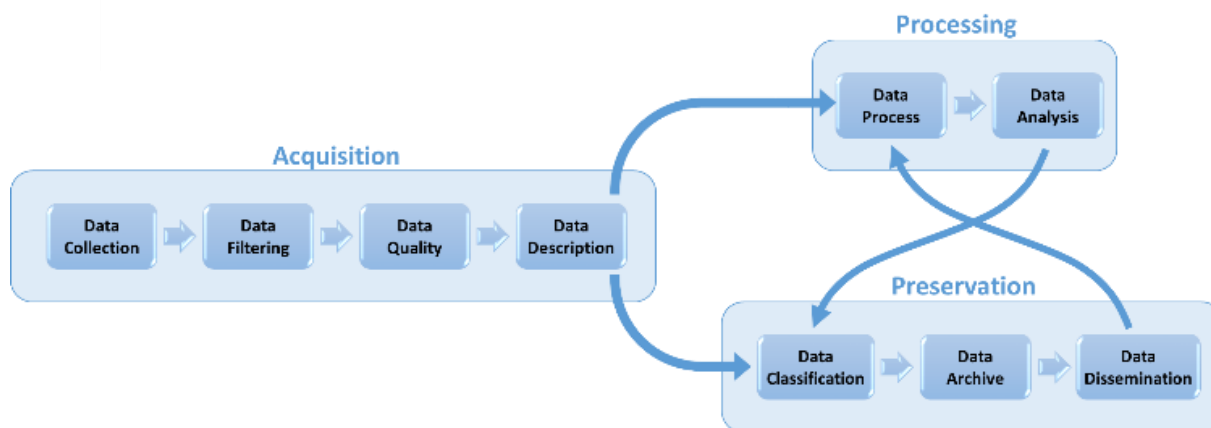 Processing
Data
Process
Data
Analysis
Acquisition
Data
Collection
Data
Filtering
Data
Quality
Data
Description
Preservation
Data
Classification
Data
Archive
Data
Dissemination